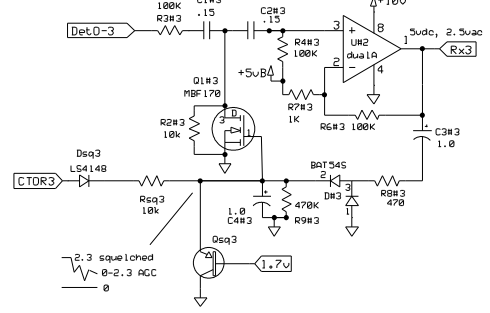 100K
R3#3
C1#3
.15
C2#3
.15
+10v
DetO-3
3
8
1
5vdc, 2.5vac
Rx3
R4#3
100K
U#2
dualA
2
4
+5vB
Q1#3
MBF170
R7#3
1K
R6#3 100K
R2#3
10k
D
3
1
C3#3
1.0
Dsq3
LS4148
BAT54S
2
3
CTOR3
D#3
1
R8#3
470
Rsq3
10k
1.0
C4#3
470K
R9#3
Qsq3
2.3 squelched
0-2.3 AGC
0
1.7v